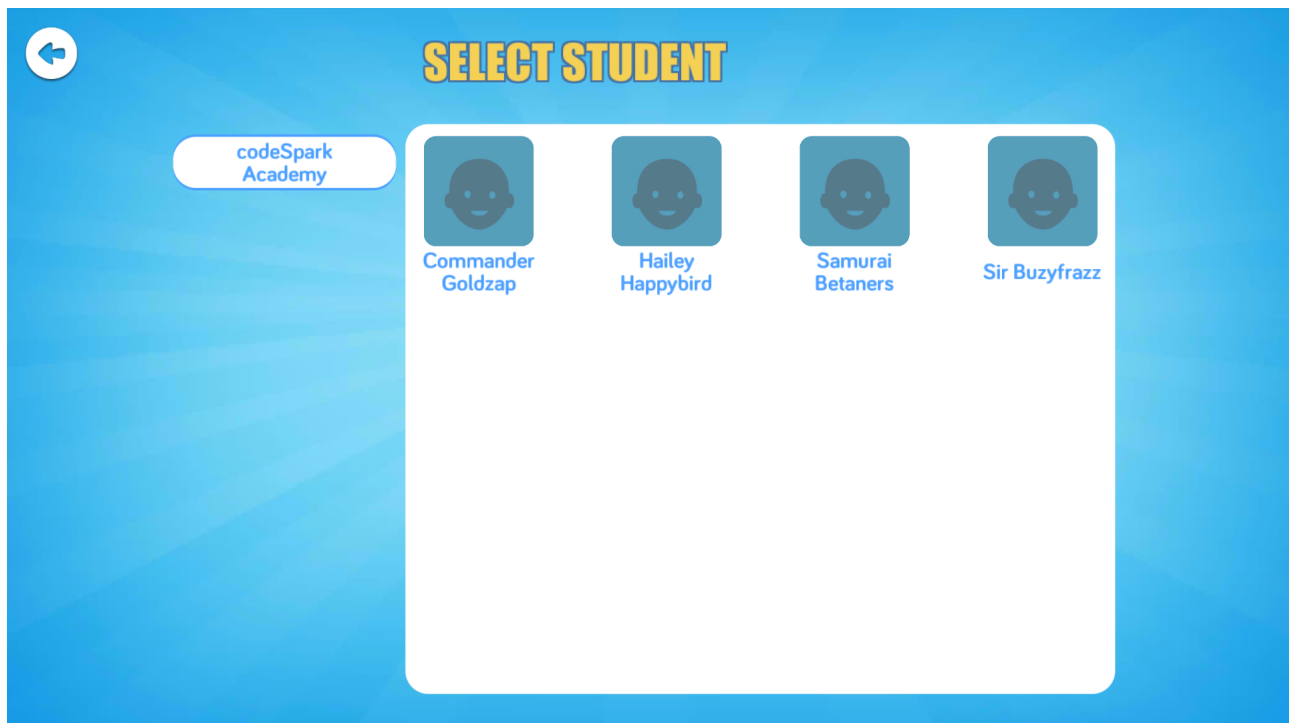 SELECT STUDENT
codeSpark
Academy
Commander
Goldzap
Hailey
Happybird
Samurai
Betaners
Sir Buzyfrazz